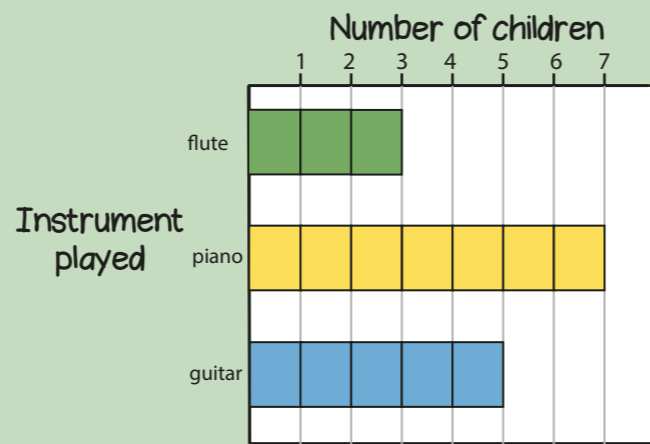 Number of children
1 2 3 4 5 6 7
flute
Instrument
played
piano
guitar